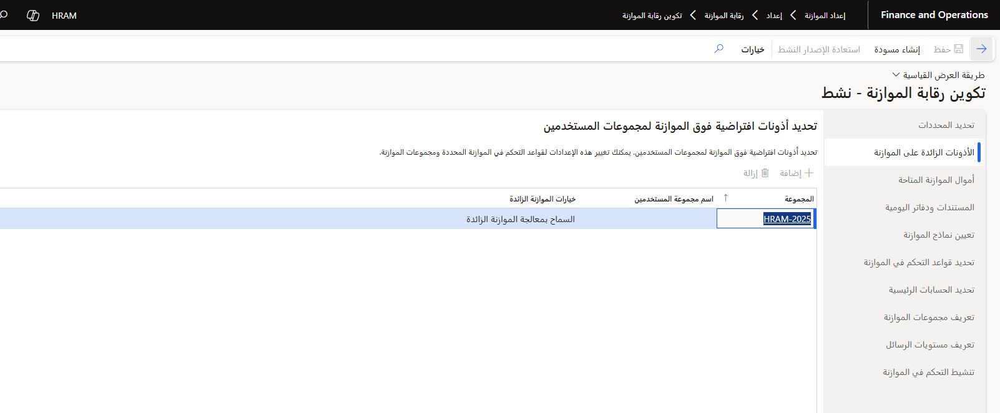 Finance and Operations
إعداد الموازنة
إعداد
رقابة الموازنة
تكوين رقابة الموازنة
HRAM
حفظ
إنشاء مسودة
استعادة الإصدار النشط
خيارات
طريقة العرض القياسية
تكوين رقابة الموازنة - نشط
تحديد المحددات
الأذونات الزائدة على الموازنة
أموال الموازنة المتاحة
المستندات ودفاتر اليومية
تعيين نماذج الموازنة
تحديد قواعد التحكم في الموازنة
تحديد الحسابات الرئيسية
تعريف مجموعات الموازنة
تعريف مستويات الرسائل
تنشيط التحكم في الموازنة
تحديد أذونات افتراضية فوق الموازنة لمجموعات المستخدمين
تحديد أذونات افتراضية فوق الموازنة لمجموعات المستخدمين. يمكنك تغيير هذه الإعدادات لقواعد التحكم في الموازنة المحددة ومجموعات الموازنة.
إضافة
إزالة
المجموعة
اسم مجموعة المستخدمين
خيارات الموازنة الزائدة
HRAM-2025
السماح بمعالجة الموازنة الزائدة